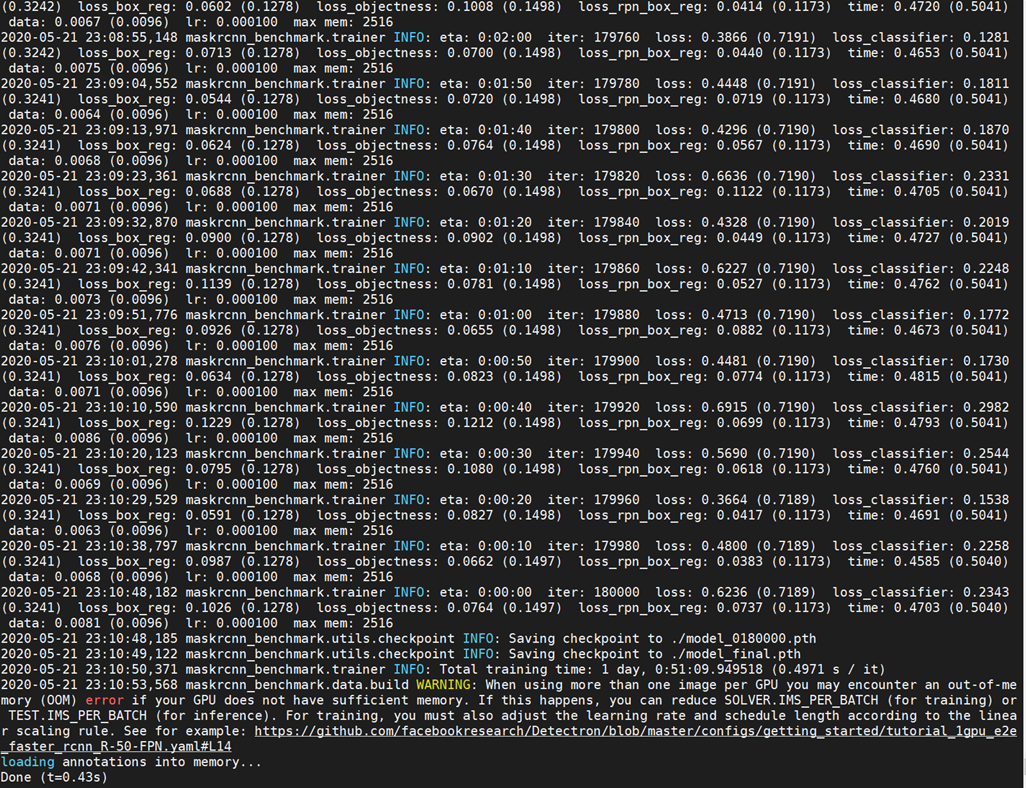 (0.3242)  loss_box_reg: 0.0602 (0.1278)  loss_objectness: 0.1008 (0.1498)  loss_rpn_box_reg: 0.0414 (0.1173)  time: 0.4720 (0.5041)
 data: 0.0067 (0.0096)  lr: 0.000100  max mem: 2516
2020-05-21 23:08:55,148 maskrcnn_benchmark.trainer INFO: eta: 0:02:00  iter: 179760  loss: 0.3866 (0.7191)  loss_classifier: 0.1281
(0.3242)  loss_box_reg: 0.0713 (0.1278)  loss_objectness: 0.0700 (0.1498)  loss_rpn_box_reg: 0.0440 (0.1173)  time: 0.4653 (0.5041)
 data: 0.0075 (0.0096)  lr: 0.000100  max mem: 2516
2020-05-21 23:09:04,552 maskrcnn_benchmark.trainer INFO: eta: 0:01:50  iter: 179780  loss: 0.4448 (0.7191)  loss_classifier: 0.1811
(0.3241)  loss_box_reg: 0.0544 (0.1278)  loss_objectness: 0.0720 (0.1498)  loss_rpn_box_reg: 0.0719 (0.1173)  time: 0.4680 (0.5041)
 data: 0.0064 (0.0096)  lr: 0.000100  max mem: 2516
2020-05-21 23:09:13,971 maskrcnn_benchmark.trainer INFO: eta: 0:01:40  iter: 179800  loss: 0.4296 (0.7190)  loss_classifier: 0.1870
(0.3241)  loss_box_reg: 0.0624 (0.1278)  loss_objectness: 0.0764 (0.1498)  loss_rpn_box_reg: 0.0567 (0.1173)  time: 0.4690 (0.5041)
 data: 0.0068 (0.0096)  lr: 0.000100  max mem: 2516
2020-05-21 23:09:23,361 maskrcnn_benchmark.trainer INFO: eta: 0:01:30  iter: 179820  loss: 0.6636 (0.7190)  loss_classifier: 0.2331
(0.3241)  loss_box_reg: 0.0688 (0.1278)  loss_objectness: 0.0670 (0.1498)  loss_rpn_box_reg: 0.1122 (0.1173)  time: 0.4705 (0.5041)
 data: 0.0071 (0.0096)  lr: 0.000100  max mem: 2516
2020-05-21 23:09:32,870 maskrcnn_benchmark.trainer INFO: eta: 0:01:20  iter: 179840  loss: 0.4328 (0.7190)  loss_classifier: 0.2019
(0.3241)  loss_box_reg: 0.0900 (0.1278)  loss_objectness: 0.0902 (0.1498)  loss_rpn_box_reg: 0.0449 (0.1173)  time: 0.4727 (0.5041)
 data: 0.0071 (0.0096)  lr: 0.000100  max mem: 2516
2020-05-21 23:09:42,341 maskrcnn_benchmark.trainer INFO: eta: 0:01:10  iter: 179860  loss: 0.6227 (0.7190)  loss_classifier: 0.2248
(0.3241)  loss_box_reg: 0.1139 (0.1278)  loss_objectness: 0.0781 (0.1498)  loss_rpn_box_reg: 0.0527 (0.1173)  time: 0.4762 (0.5041)
 data: 0.0073 (0.0096)  lr: 0.000100  max mem: 2516
2020-05-21 23:09:51,776 maskrcnn_benchmark.trainer INFO: eta: 0:01:00  iter: 179880  loss: 0.4713 (0.7190)  loss_classifier: 0.1772
(0.3241)  loss_box_reg: 0.0926 (0.1278)  loss_objectness: 0.0655 (0.1498)  loss_rpn_box_reg: 0.0882 (0.1173)  time: 0.4673 (0.5041)
 data: 0.0076 (0.0096)  lr: 0.000100  max mem: 2516
2020-05-21 23:10:01,278 maskrcnn_benchmark.trainer INFO: eta: 0:00:50  iter: 179900  loss: 0.4481 (0.7190)  loss_classifier: 0.1730
(0.3241)  loss_box_reg: 0.0634 (0.1278)  loss_objectness: 0.0823 (0.1498)  loss_rpn_box_reg: 0.0774 (0.1173)  time: 0.4815 (0.5041)
 data: 0.0071 (0.0096)  lr: 0.000100  max mem: 2516
2020-05-21 23:10:10,590 maskrcnn_benchmark.trainer INFO: eta: 0:00:40  iter: 179920  loss: 0.6915 (0.7190)  loss_classifier: 0.2982
(0.3241)  loss_box_reg: 0.1229 (0.1278)  loss_objectness: 0.1212 (0.1498)  loss_rpn_box_reg: 0.0699 (0.1173)  time: 0.4793 (0.5041)
 data: 0.0086 (0.0096)  lr: 0.000100  max mem: 2516
2020-05-21 23:10:20,123 maskrcnn_benchmark.trainer INFO: eta: 0:00:30  iter: 179940  loss: 0.5690 (0.7190)  loss_classifier: 0.2544
(0.3241)  loss_box_reg: 0.0795 (0.1278)  loss_objectness: 0.1080 (0.1498)  loss_rpn_box_reg: 0.0618 (0.1173)  time: 0.4760 (0.5041)
 data: 0.0069 (0.0096)  lr: 0.000100  max mem: 2516
2020-05-21 23:10:29,529 maskrcnn_benchmark.trainer INFO: eta: 0:00:20  iter: 179960  loss: 0.3664 (0.7189)  loss_classifier: 0.1538
(0.3241)  loss_box_reg: 0.0591 (0.1278)  loss_objectness: 0.0827 (0.1498)  loss_rpn_box_reg: 0.0417 (0.1173)  time: 0.4691 (0.5041)
 data: 0.0063 (0.0096)  lr: 0.000100  max mem: 2516
2020-05-21 23:10:38,797 maskrcnn_benchmark.trainer INFO: eta: 0:00:10  iter: 179980  loss: 0.4800 (0.7189)  loss_classifier: 0.2258
(0.3241)  loss_box_reg: 0.0987 (0.1278)  loss_objectness: 0.0662 (0.1497)  loss_rpn_box_reg: 0.0383 (0.1173)  time: 0.4585 (0.5040)
 data: 0.0068 (0.0096)  lr: 0.000100  max mem: 2516
2020-05-21 23:10:48,182 maskrcnn_benchmark.trainer INFO: eta: 0:00:00  iter: 180000  loss: 0.6236 (0.7189)  loss_classifier: 0.2343
(0.3241)  loss_box_reg: 0.1026 (0.1278)  loss_objectness: 0.0764 (0.1497)  loss_rpn_box_reg: 0.0737 (0.1173)  time: 0.4703 (0.5040)
 data: 0.0081 (0.0096)  lr: 0.000100  max mem: 2516
2020-05-21 23:10:48,185 maskrcnn_benchmark.utils.checkpoint INFO: Saving checkpoint to ./model_0180000.pth
2020-05-21 23:10:49,122 maskrcnn_benchmark.utils.checkpoint INFO: Saving checkpoint to ./model_final.pth
2020-05-21 23:10:50,371 maskrcnn_benchmark.trainer INFO: Total training time: 1 day, 0:51:09.949518 (0.4971 s / it)
2020-05-21 23:10:53,568 maskrcnn_benchmark.data.build WARNING: When using more than one image per GPU you may encounter an out-of-me
mory (OOM) error if your GPU does not have sufficient memory. If this happens, you can reduce SOLVER.IMS_PER_BATCH (for training) or
 TEST.IMS_PER_BATCH (for inference). For training, you must also adjust the learning rate and schedule length according to the linea
r scaling rule. See for example: https://github.com/facebookresearch/Detectron/blob/master/configs/getting_started/tutorial_1gpu_e2e
_faster_rcnn_R-50-FPN.yaml#L14
loading annotations into memory...
Done (t=0.43s)